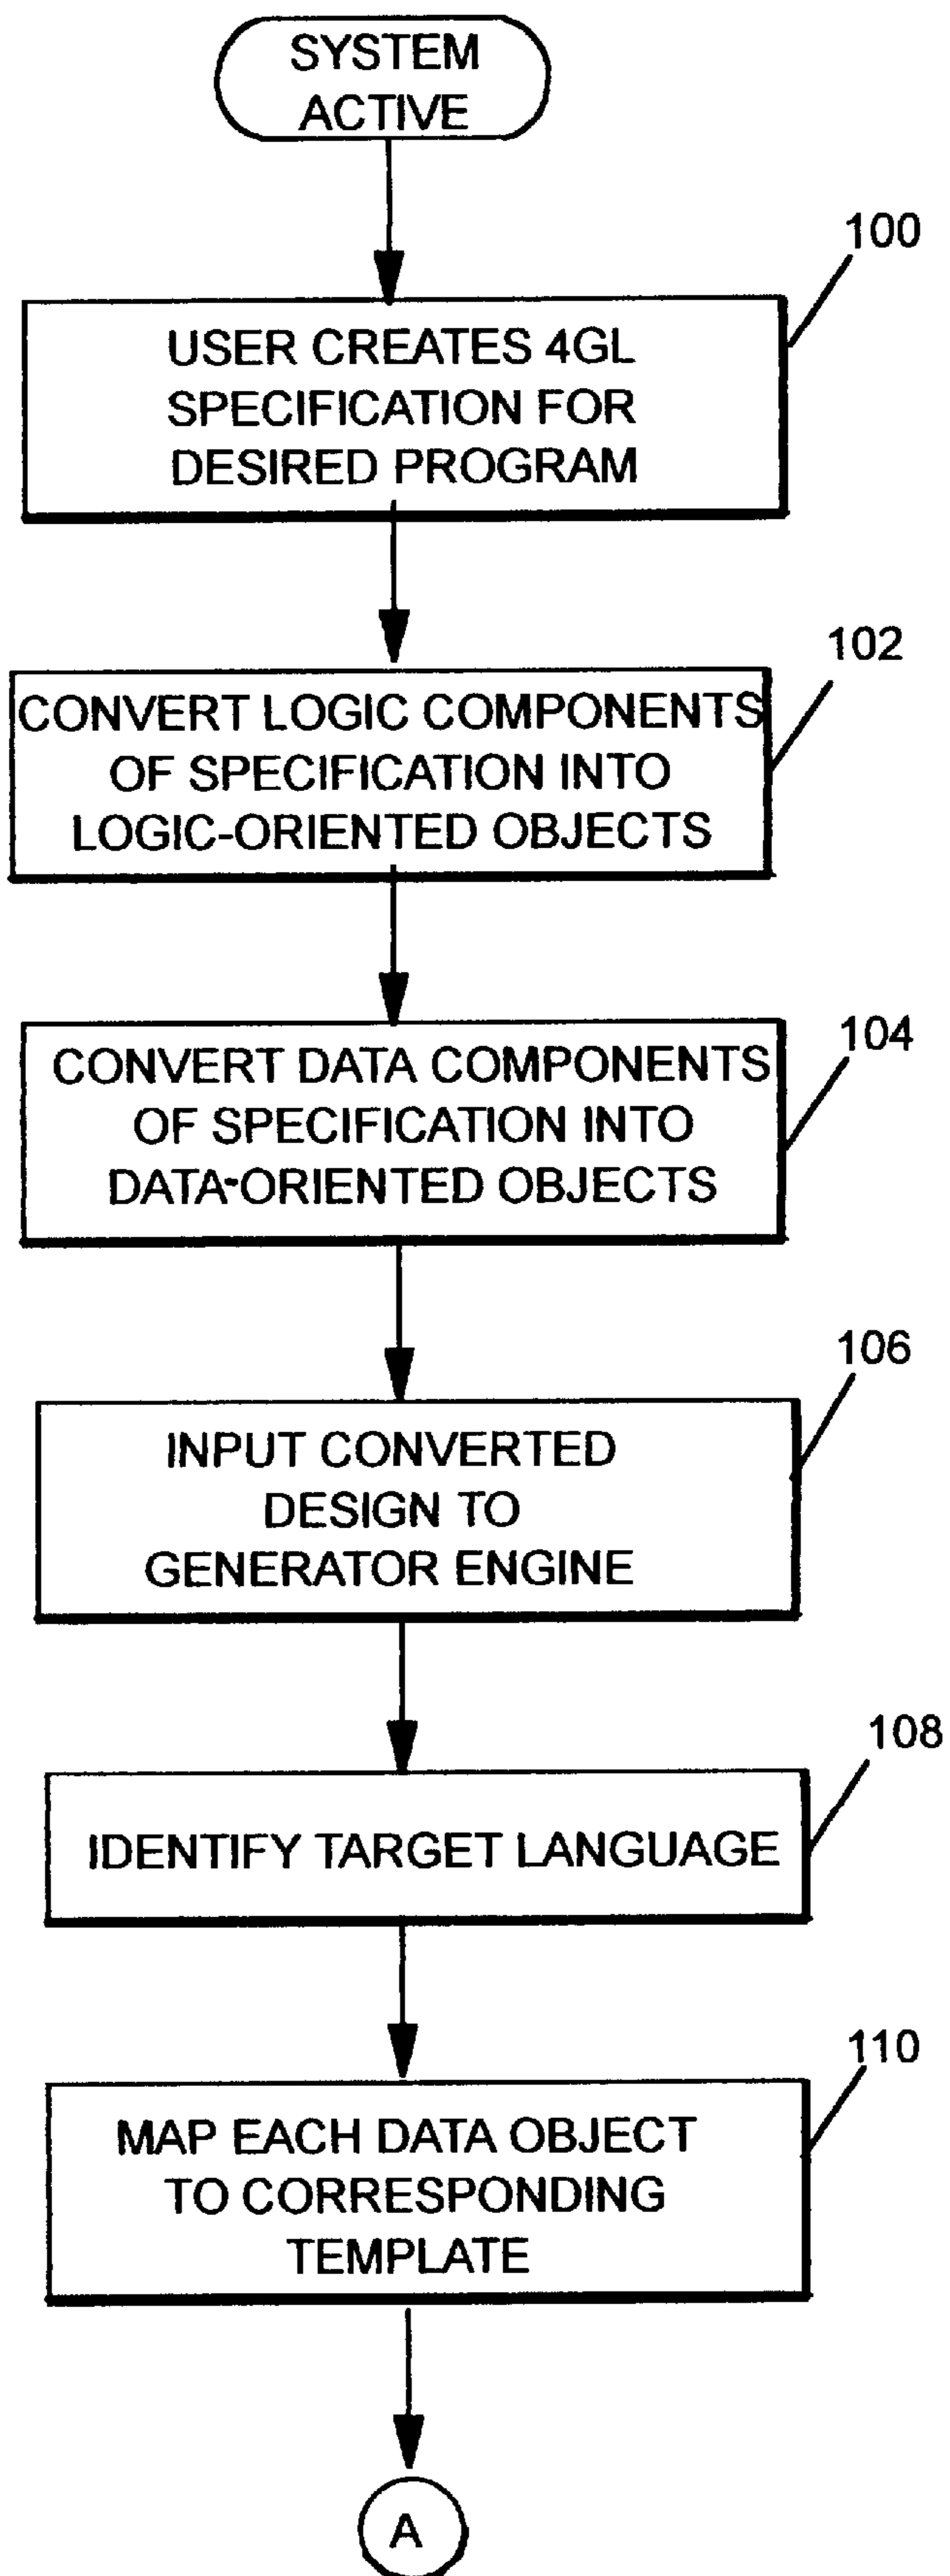 SYSTEM
ACTIVE
100
USER CREATES 4GL
SPECIFICATION FOR
DESIRED PROGRAM
102
CONVERT LOGIC COMPONENTS
OF SPECIFICATION INTO
LOGIC-ORIENTED OBJECTS
104
CONVERT DATA COMPONENTS
OF SPECIFICATION INTO
DATA-ORIENTED OBJECTS
106
INPUT CONVERTED
DESIGN TO
GENERATOR ENGINE
108
IDENTIFY TARGET LANGUAGE
110
MAP EACH DATA OBJECT
TO CORRESPONDING
TEMPLATE
A